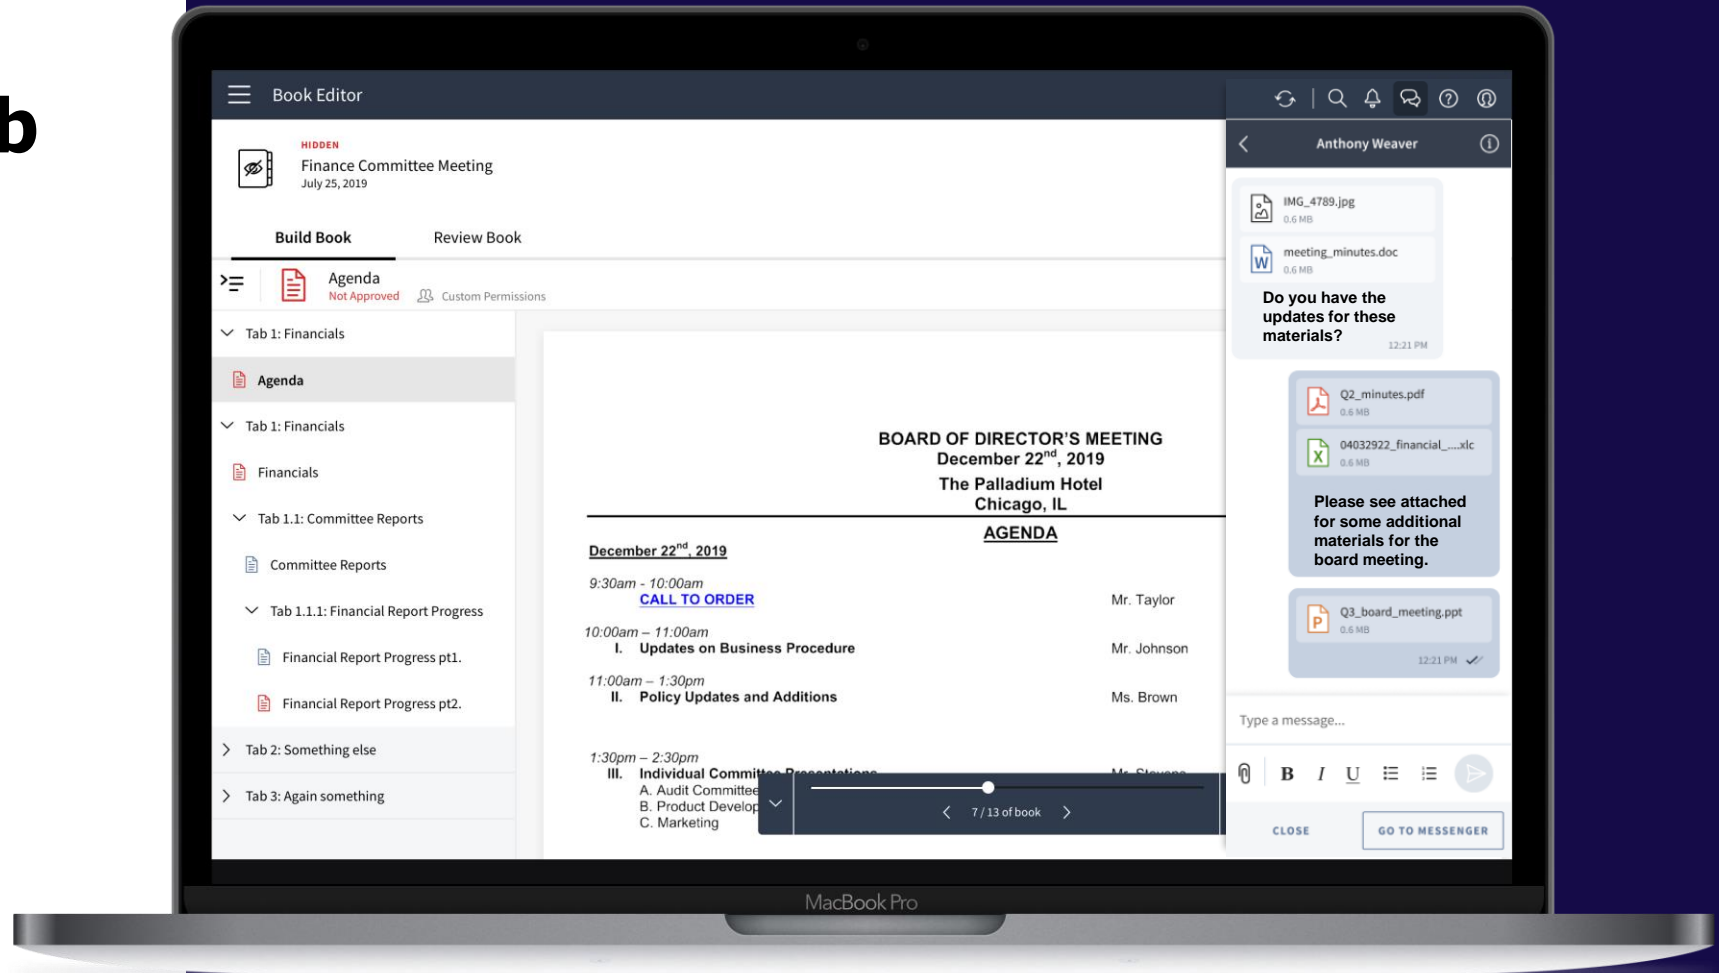 b
Book Editor
HIDDEN
Finance Committee Meeting
July 25, 2019
Build Book
Review Book
Agenda
Not Approved
Custom Permissions
Tab 1: Financials
Agenda
Tab 1: Financials
Financials
Tab 1.1: Committee Reports
Committee Reports
Tab 1.1.1: Financial Report Progress
Financial Report Progress pt1.
Financial Report Progress pt2.
Tab 2: Something else
Tab 3: Again something
BOARD OF DIRECTOR'S MEETING
December 22nd, 2019
The Palladium Hotel
Chicago, IL
AGENDA
December 22nd, 2019
9:30am - 10:00am
CALL TO ORDER Mr. Taylor
10:00am – 11:00am
I. Updates on Business Procedure Mr. Johnson
11:00am – 1:30pm
II. Policy Updates and Additions Ms. Brown
1:30pm – 2:30pm
III. Individual Committee Presentations Mr. Stevens
A. Audit Committee
B. Product Develop
C. Marketing
7 / 13 of book
Anthony Weaver
IMG_4789.jpg
0.6 MB
meeting_minutes.doc
0.6 MB
Do you have the
updates for these
materials?
12:21 PM
Q2_minutes.pdf
0.6 MB
04032922_financial_....xlc
0.6 MB
Please see attached
for some additional
materials for the
board meeting.
Q3_board_meeting.ppt
0.6 MB
12:21 PM
Type a message...
B I U
CLOSE
GO TO MESSENGER
MacBook Pro